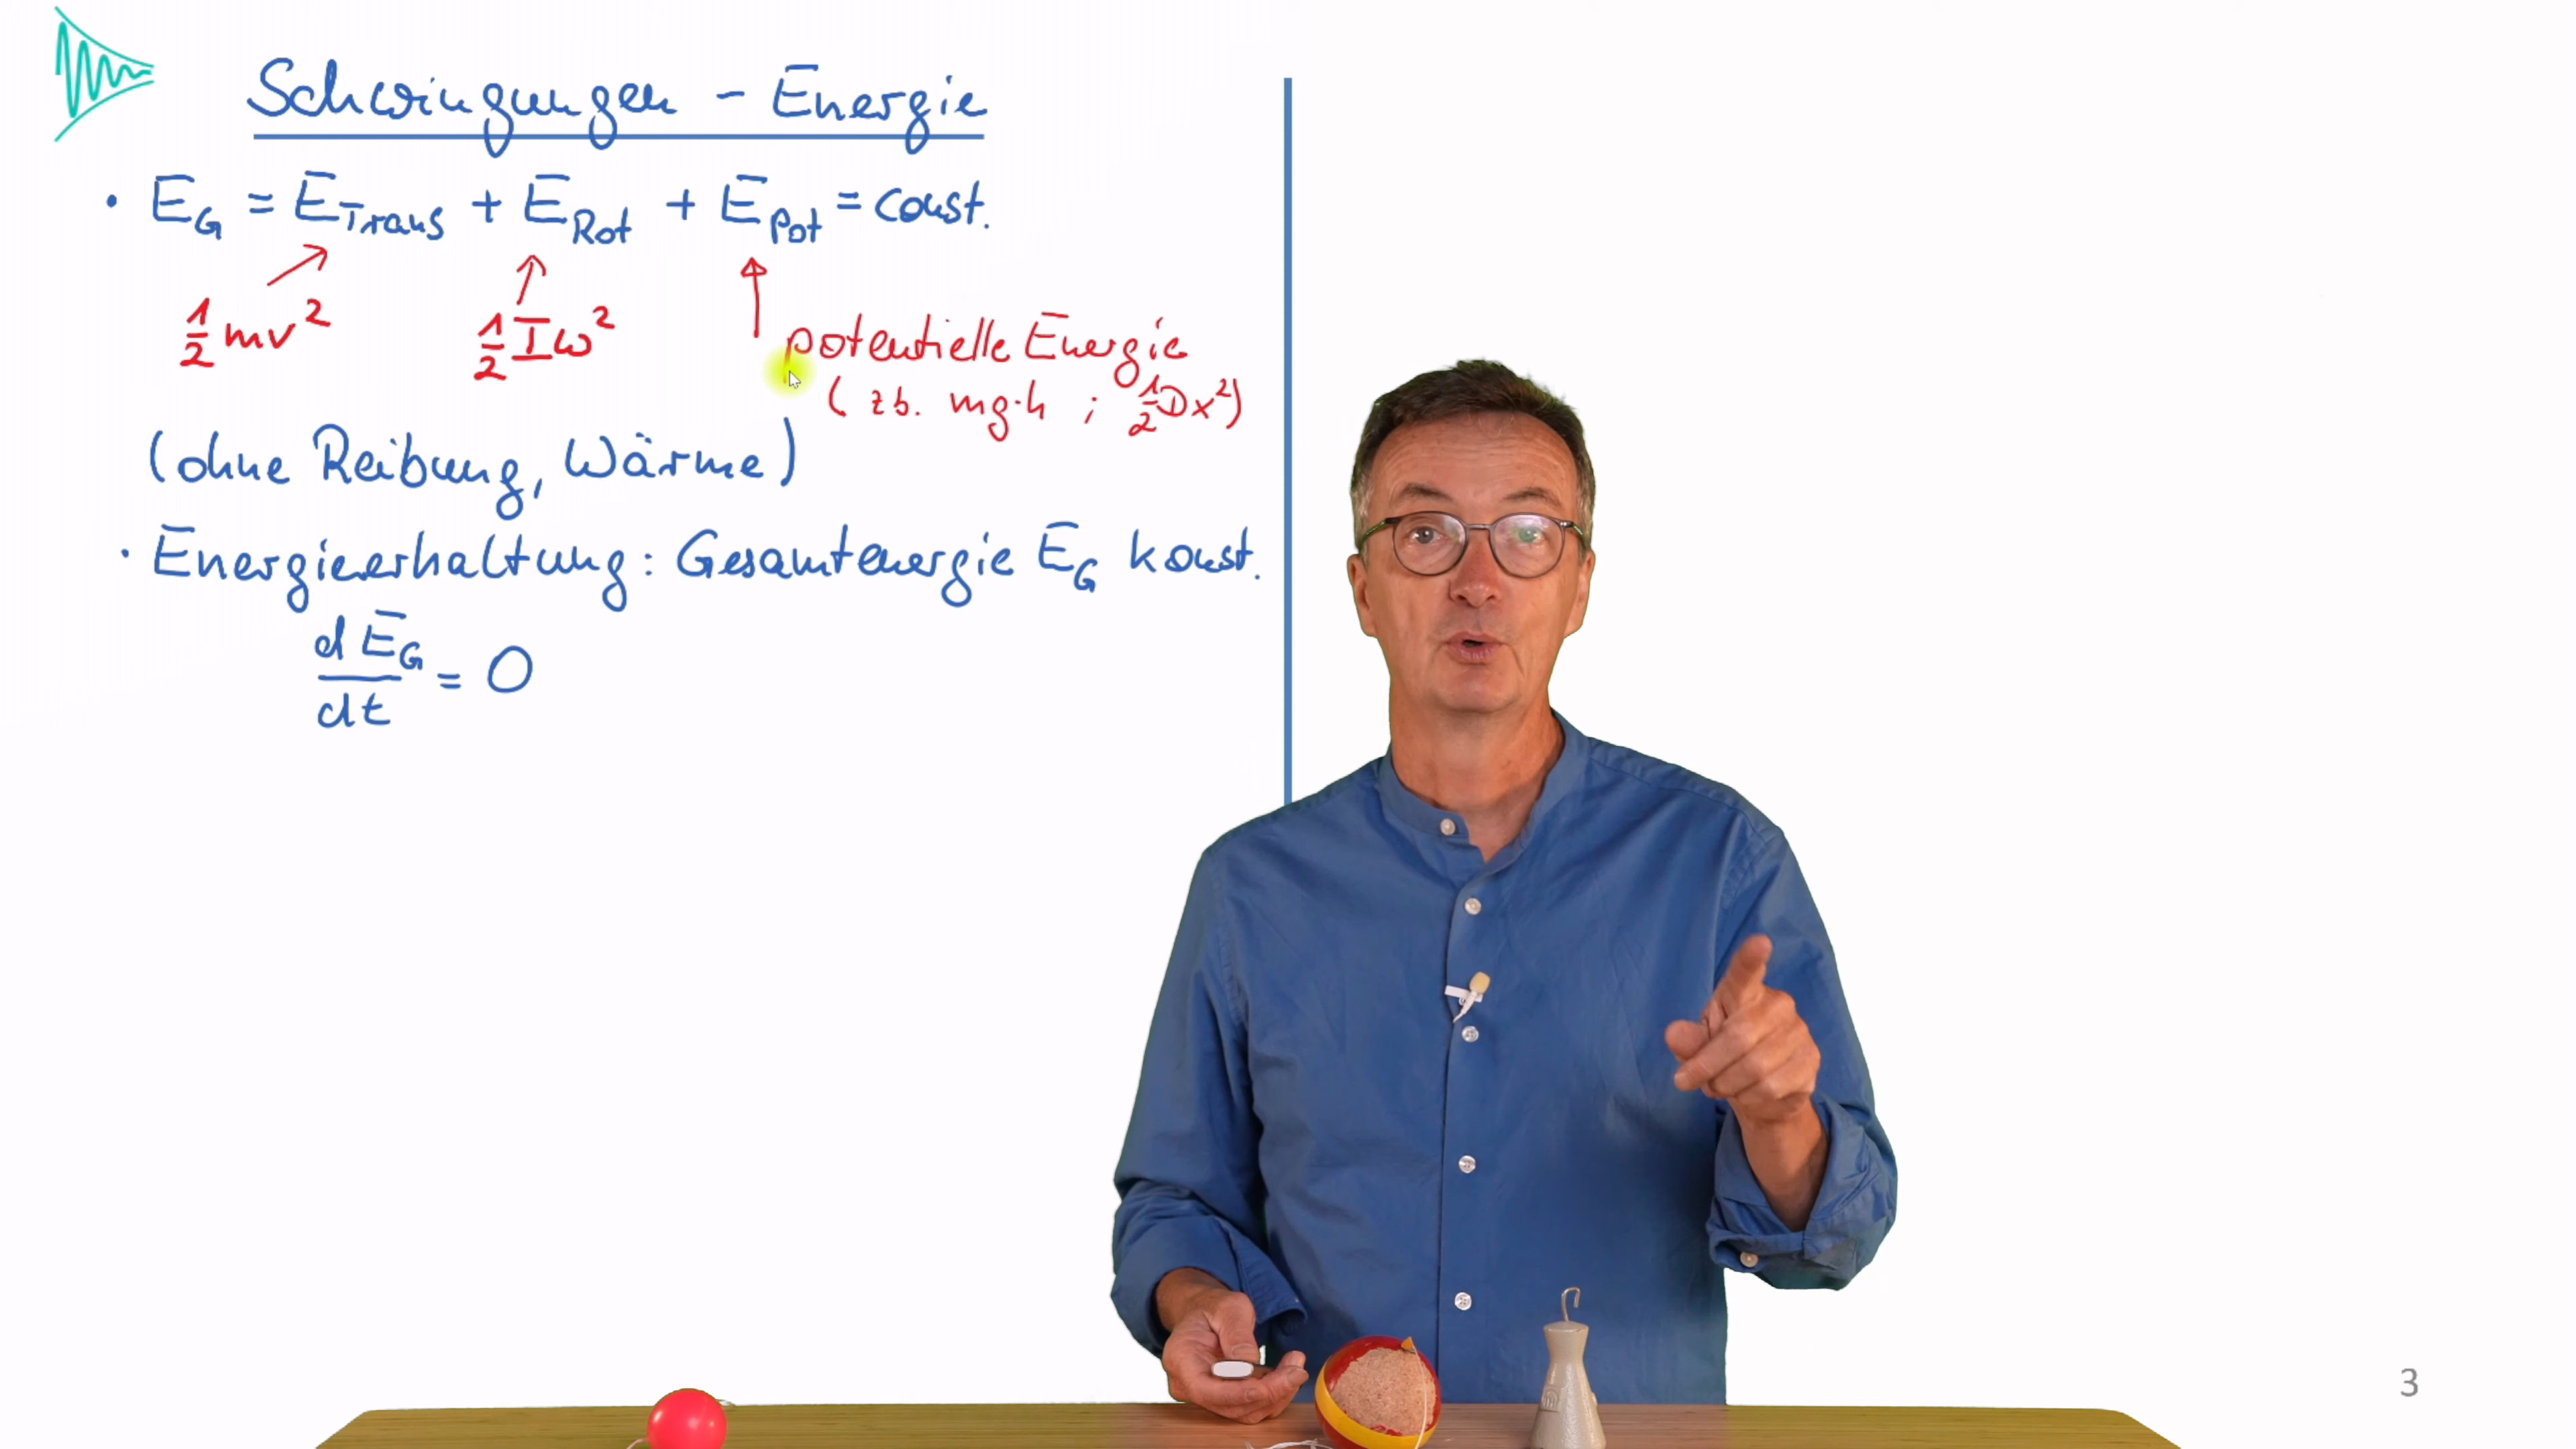 Schwingungen - Energie
• E_G = E_Trans + E_Rot + E_Pot = const.
1/2 mv² 1/2 Iω² potentielle Energie
(zb. mg·h ; 1/2 Dx²)
(ohne Reibung, Wärme)
• Energieerhaltung: Gesamtenergie E_G konst.
dE_G/dt = 0
3